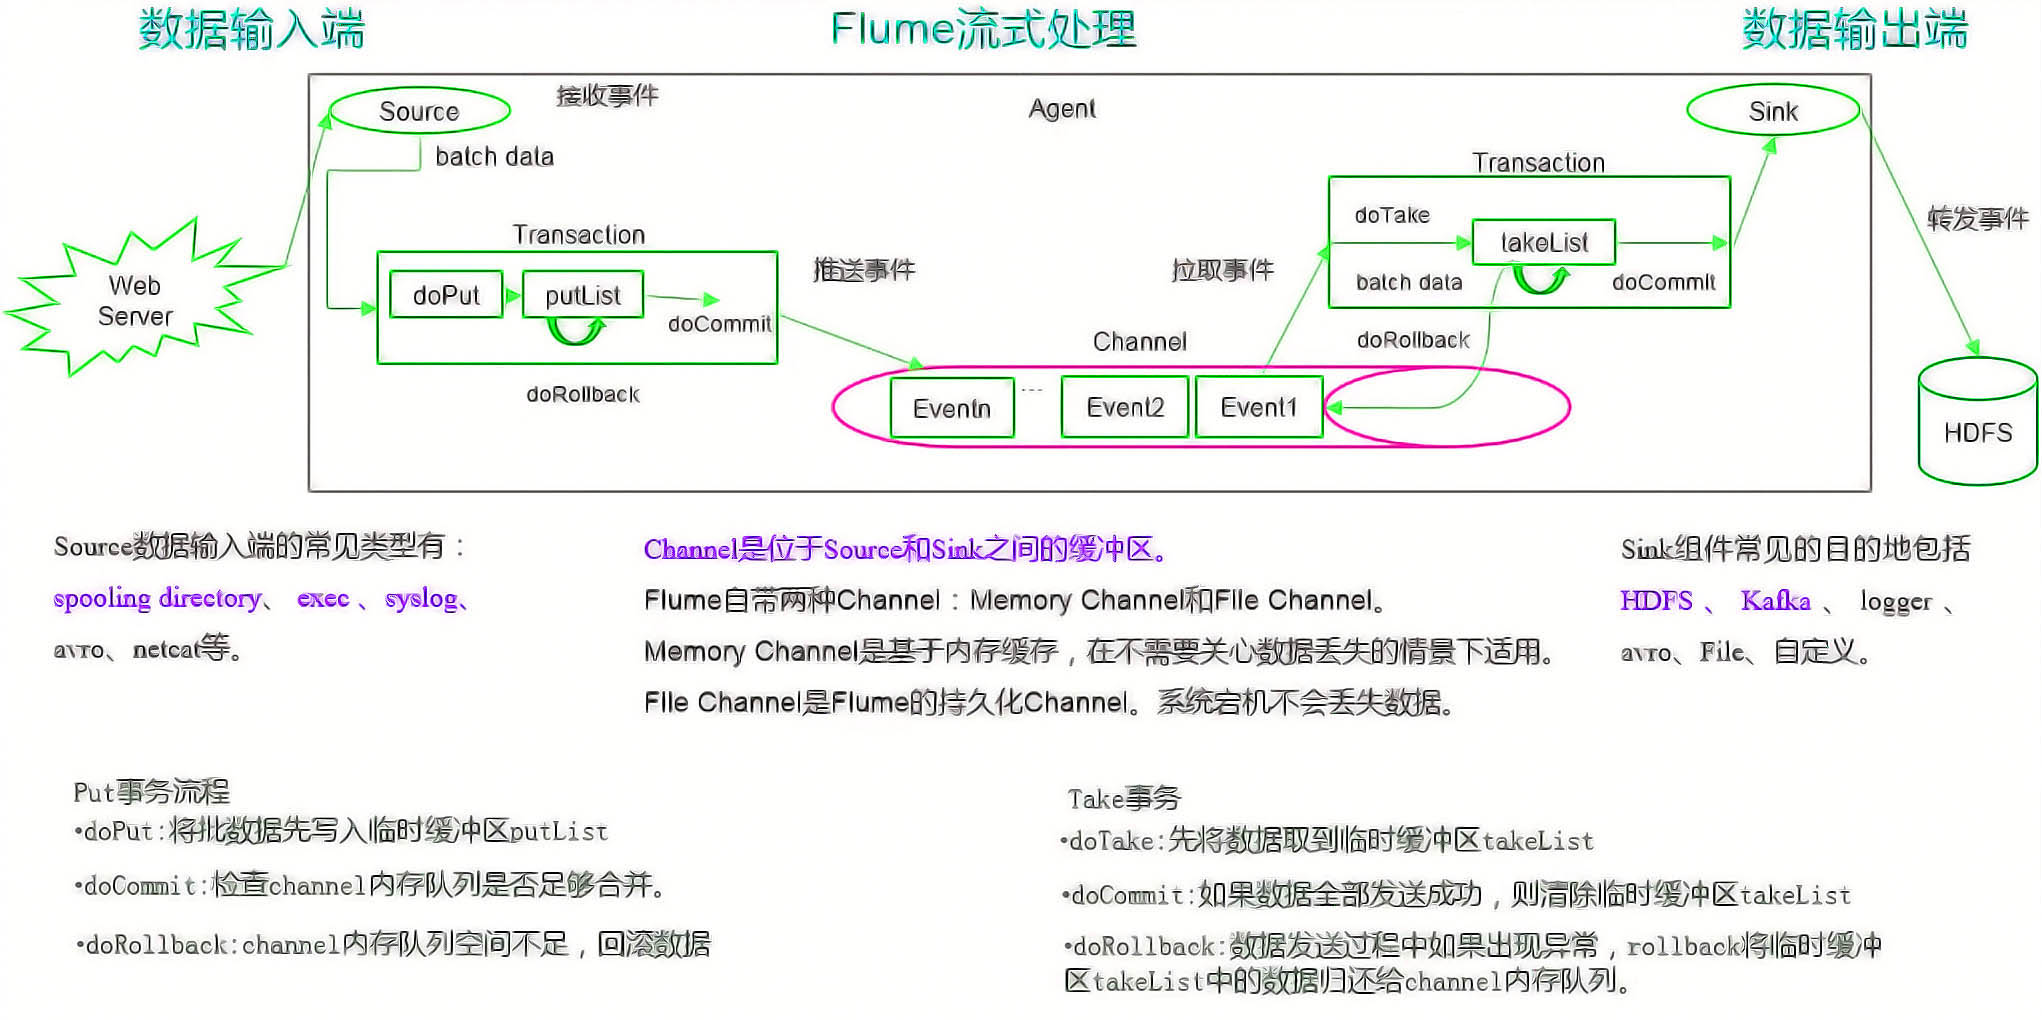 数据输入端
Flume流式处理
数据输出端
Source
接收事件
Agent
Sink
batch data
Transaction
doTake
takeList
batch data
doCommit
转发事件
Web
Server
Transaction
doPut
putList
doCommit
推送事件
拉取事件
doRollback
Channel
doRollback
Eventn
...
Event2
Event1
HDFS
Source数据输入端的常见类型有：
spooling directory、 exec 、syslog、
avro、netcat等。
Channel是位于Source和Sink之间的缓冲区。
Flume自带两种Channel：Memory Channel和File Channel。
Memory Channel是基于内存缓存，在不需要关心数据丢失的情景下适用。
File Channel是Flume的持久化Channel。系统宕机不会丢失数据。
Sink组件常见的目的地包括
HDFS 、 Kafka 、 logger 、
avro、File、自定义。
Put事务流程
•doPut:将批数据先写入临时缓冲区putList
•doCommit:检查channel内存队列是否足够合并。
•doRollback:channel内存队列空间不足，回滚数据
Take事务
•doTake:先将数据取到临时缓冲区takeList
•doCommit:如果数据全部发送成功，则清除临时缓冲区takeList
•doRollback:数据发送过程中如果出现异常，rollback将临时缓冲
区takeList中的数据归还给channel内存队列。